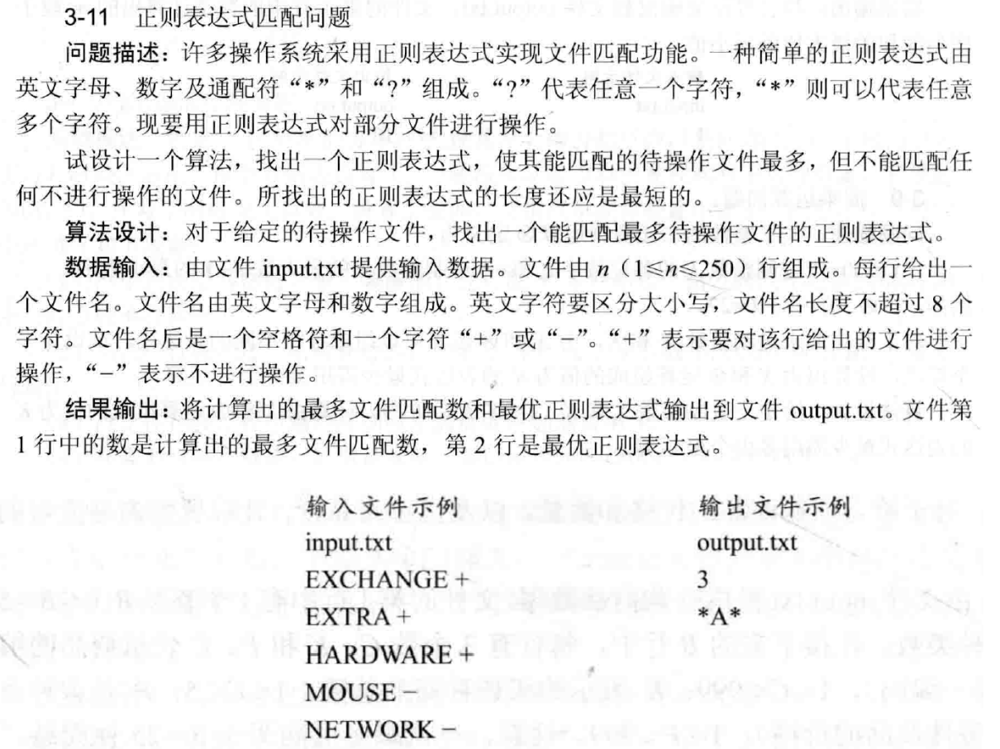 3-11 正则表达式匹配问题
问题描述：许多操作系统采用正则表达式实现文件匹配功能。一种简单的正则表达式由
英文字母、数字及通配符“*”和“?”组成。“?”代表任意一个字符，“*”则可以代表任意
多个字符。现要用正则表达式对部分文件进行操作。
试设计一个算法，找出一个正则表达式，使其能匹配的待操作文件最多，但不能匹配任
何不进行操作的文件。所找出的正则表达式的长度还应是最短的。
算法设计：对于给定的待操作文件，找出一个能匹配最多待操作文件的正则表达式。
数据输入：由文件 input.txt 提供输入数据。文件由 n（1≤n≤250）行组成。每行给出一
个文件名。文件名由英文字母和数字组成。英文字符要区分大小写，文件名长度不超过 8 个
字符。文件名后是一个空格符和一个字符“+”或“-”。“+”表示要对该行给出的文件进行
操作，“-”表示不进行操作。
结果输出：将计算出的最多文件匹配数和最优正则表达式输出到文件 output.txt。文件第
1 行中的数是计算出的最多文件匹配数，第 2 行是最优正则表达式。
输入文件示例 输出文件示例
input.txt output.txt
EXCHANGE + 3
EXTRA + *A*
HARDWARE +
MOUSE -
NETWORK -